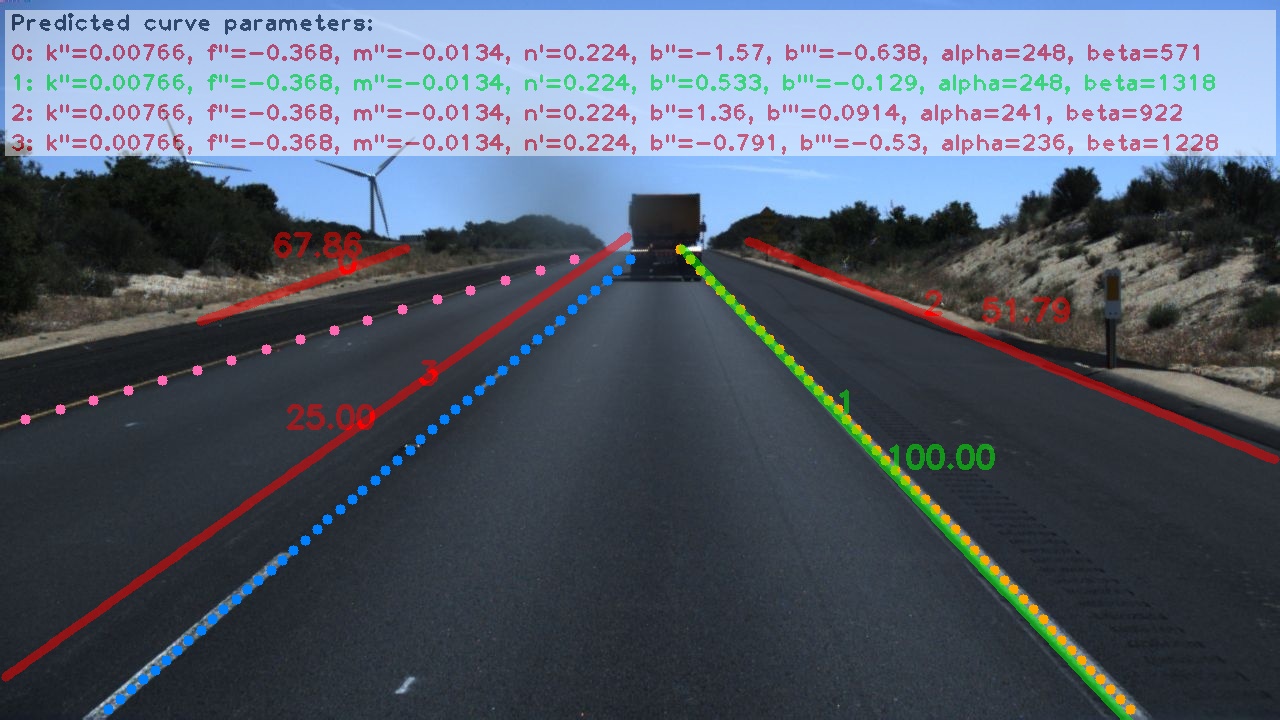 Predicted curve parameters:
0: k''=0.00766, f''=−0.368, m''=−0.0134, n'=0.224, b''=−1.57, b'''=−0.638, alpha=248, beta=571
1: k''=0.00766, f''=−0.368, m''=−0.0134, n'=0.224, b''=0.533, b'''=−0.129, alpha=248, beta=1318
2: k''=0.00766, f''=−0.368, m''=−0.0134, n'=0.224, b''=1.36, b'''=0.0914, alpha=241, beta=922
3: k''=0.00766, f''=−0.368, m''=−0.0134, n'=0.224, b''=−0.791, b'''=−0.53, alpha=236, beta=1228
67.86
0
2 51.79
3
1
25.00
100.00